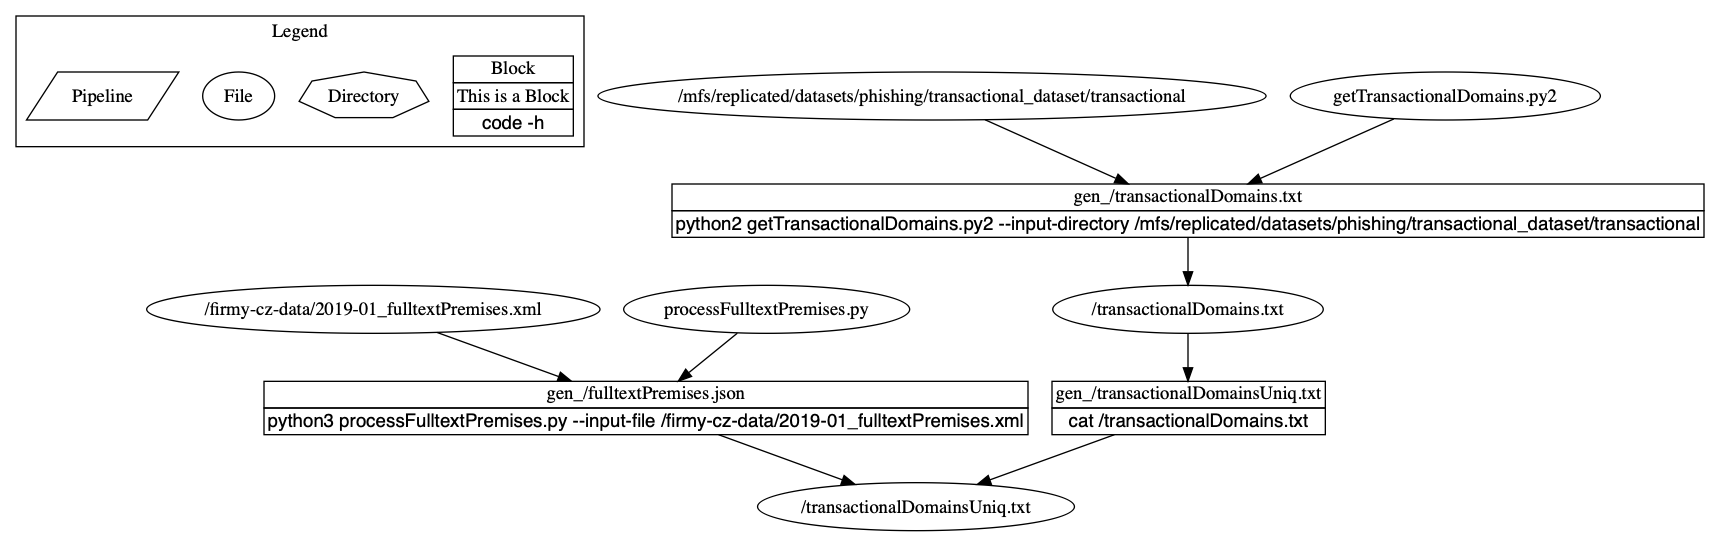 Legend
Pipeline
File
Directory
Block
This is a Block
code -h
/mfs/replicated/datasets/phishing/transactional_dataset/transactional
getTransactionalDomains.py2
gen_/transactionalDomains.txt
python2 getTransactionalDomains.py2 --input-directory /mfs/replicated/datasets/phishing/transactional_dataset/transactional
/firmy-cz-data/2019-01_fulltextPremises.xml
processFulltextPremises.py
/transactionalDomains.txt
gen_/fulltextPremises.json
python3 processFulltextPremises.py --input-file /firmy-cz-data/2019-01_fulltextPremises.xml
gen_/transactionalDomainsUniq.txt
cat /transactionalDomains.txt
/transactionalDomainsUniq.txt